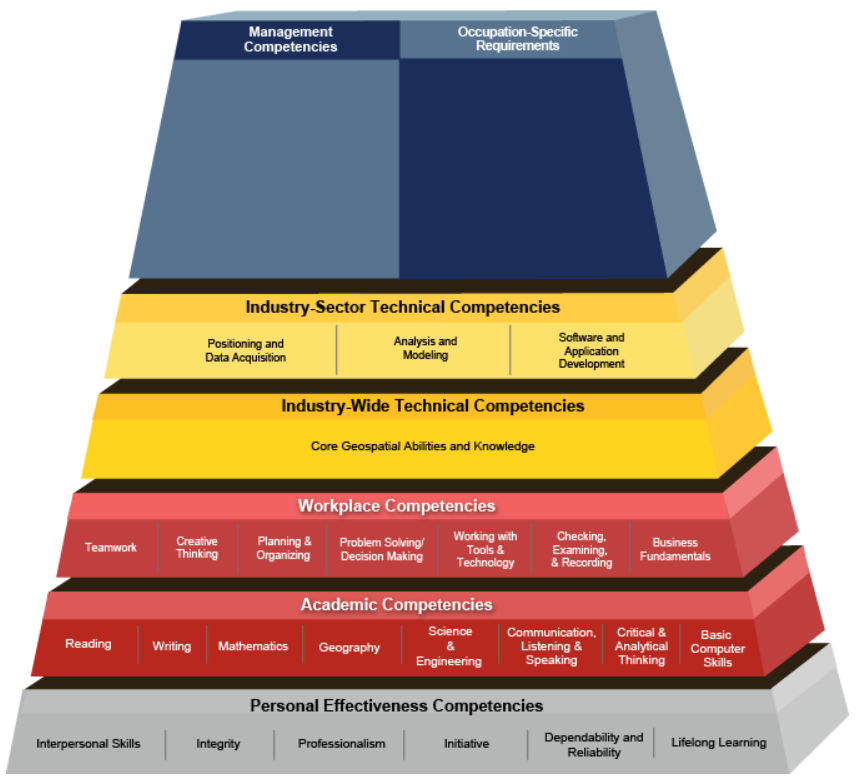 Management
Competencies
Occupation-Specific
Requirements
Industry-Sector Technical Competencies
Positioning and
Data Acquisition
Analysis and
Modeling
Software and
Application
Development
Industry-Wide Technical Competencies
Core Geospatial Abilities and Knowledge
Workplace Competencies
Teamwork
Creative
Thinking
Planning &
Organizing
Problem Solving/
Decision Making
Working with
Tools &
Technology
Checking,
Examining,
& Recording
Business
Fundamentals
Academic Competencies
Reading
Writing
Mathematics
Geography
Science
&
Engineering
Communication,
Listening &
Speaking
Critical &
Analytical
Thinking
Basic
Computer
Skills
Personal Effectiveness Competencies
Interpersonal Skills
Integrity
Professionalism
Initiative
Dependability and
Reliability
Lifelong Learning